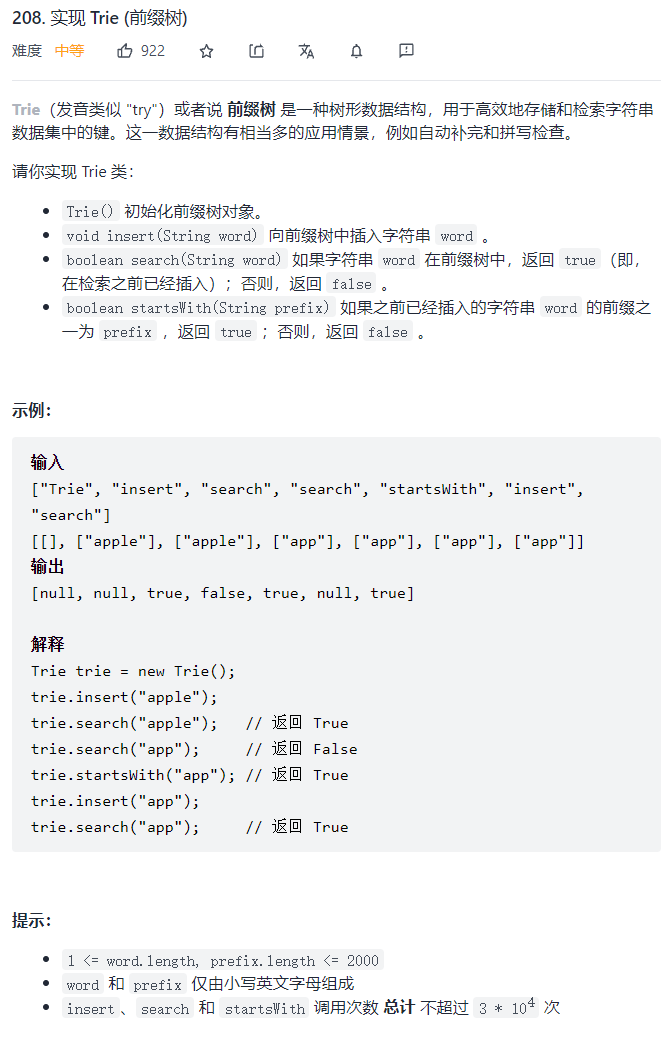 208. 实现 Trie (前缀树)
难度 中等 922
Trie（发音类似 "try"）或者说 前缀树 是一种树形数据结构，用于高效地存储和检索字符串
数据集中的键。这一数据结构有相当多的应用情景，例如自动补完和拼写检查。
请你实现 Trie 类：
Trie() 初始化前缀树对象。
void insert(String word) 向前缀树中插入字符串 word 。
boolean search(String word) 如果字符串 word 在前缀树中，返回 true（即，
在检索之前已经插入）；否则，返回 false 。
boolean startsWith(String prefix) 如果之前已经插入的字符串 word 的前缀之
一为 prefix ，返回 true ；否则，返回 false 。
示例：
输入
["Trie", "insert", "search", "search", "startsWith", "insert",
"search"]
[[], ["apple"], ["apple"], ["app"], ["app"], ["app"], ["app"]]
输出
[null, null, true, false, true, null, true]
解释
Trie trie = new Trie();
trie.insert("apple");
trie.search("apple");   // 返回 True
trie.search("app");     // 返回 False
trie.startsWith("app"); // 返回 True
trie.insert("app");
trie.search("app");     // 返回 True
提示：
1 <= word.length, prefix.length <= 2000
word 和 prefix 仅由小写英文字母组成
insert、search 和 startsWith 调用次数 总计 不超过 3 * 10⁴ 次